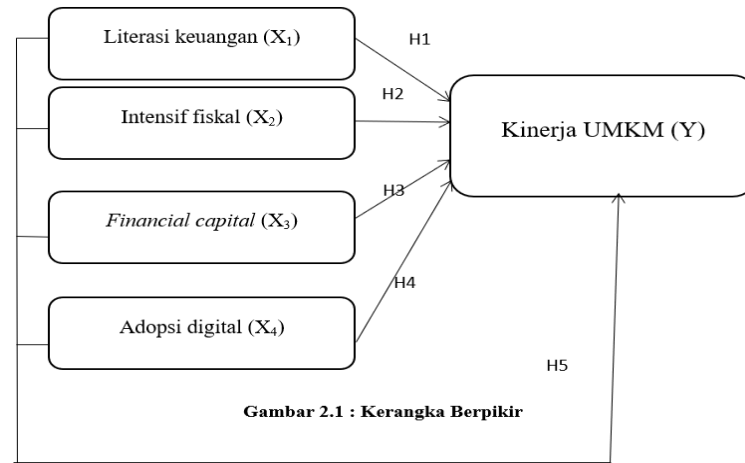 Literasi keuangan (X₁)
H1
Intensif fiskal (X₂)
H2
Kinerja UMKM (Y)
Financial capital (X₃)
H3
Adopsi digital (X₄)
H4
H5
Gambar 2.1 : Kerangka Berpikir